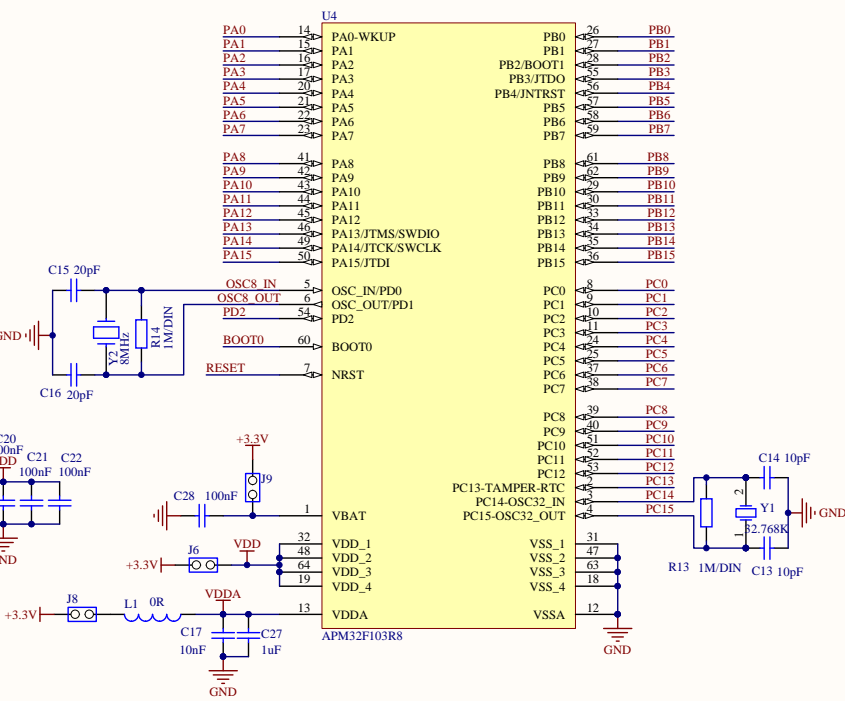 U4
PA0 14 PA0-WKUP PB0 26 PB0
PA1 15 PA1 PB1 27 PB1
PA2 16 PA2 PB2/BOOT1 28 PB2
PA3 17 PA3 PB3/JTDO 55 PB3
PA4 20 PA4 PB4/JNTRST 56 PB4
PA5 21 PA5 PB5 57 PB5
PA6 22 PA6 PB6 58 PB6
PA7 23 PA7 PB7 59 PB7
PA8 41 PA8 PB8 61 PB8
PA9 42 PA9 PB9 62 PB9
PA10 43 PA10 PB10 29 PB10
PA11 44 PA11 PB11 30 PB11
PA12 45 PA12 PB12 33 PB12
PA13 46 PA13/JTMS/SWDIO PB13 34 PB13
PA14 49 PA14/JTCK/SWCLK PB14 35 PB14
PA15 50 PA15/JTDI PB15 36 PB15
C15 20pF
OSC8_IN 5 OSC_IN/PD0 PC0 8 PC0
OSC8_OUT 6 OSC_OUT/PD1 PC1 9 PC1
PD2 54 PD2 PC2 10 PC2
PC3 11 PC3
GND Y2 8MHz R14 1M/DIN
BOOT0 60 BOOT0 PC4 24 PC4
PC5 25 PC5
RESET 7 NRST PC6 37 PC6
PC7 38 PC7
C16 20pF
PC8 39 PC8
PC9 40 PC9
PC10 51 PC10
PC11 52 PC11
PC12 53 PC12
PC13-TAMPER-RTC 2 PC13
PC14-OSC32_IN 3 PC14
PC15-OSC32_OUT 4 PC15
C20
00nF
DD
C21
100nF
C22
100nF
ND
+3.3V
J9
C28 100nF
1 VBAT
C14 10pF
2
Y1
32.768K
1
GND
R13 1M/DIN C13 10pF
32 VDD_1 VSS_1 31
48 VDD_2 VSS_2 47
64 VDD_3 VSS_3 63
19 VDD_4 VSS_4 18
J6
VDD
+3.3V
J8
L1 0R
VDDA
+3.3V
13 VDDA VSSA 12
C17
10nF
C27
1uF
APM32F103R8
GND
GND